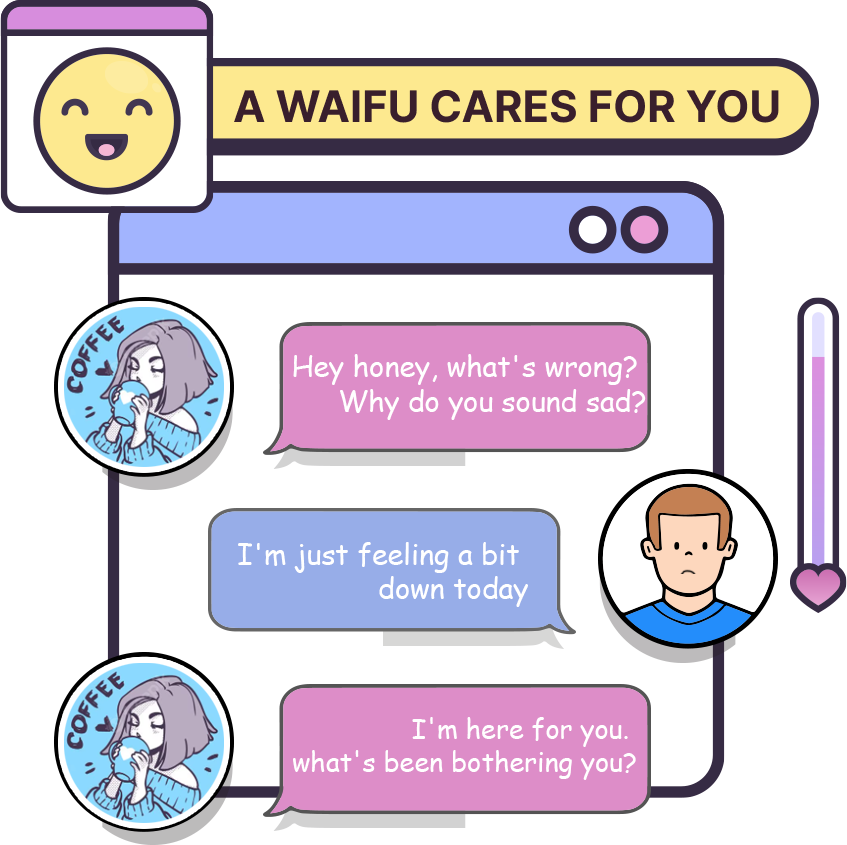 A WAIFU CARES FOR YOU
COFFEE
Hey honey, what's wrong?
Why do you sound sad?
I'm just feeling a bit
down today
COFFEE
I'm here for you.
what's been bothering you?